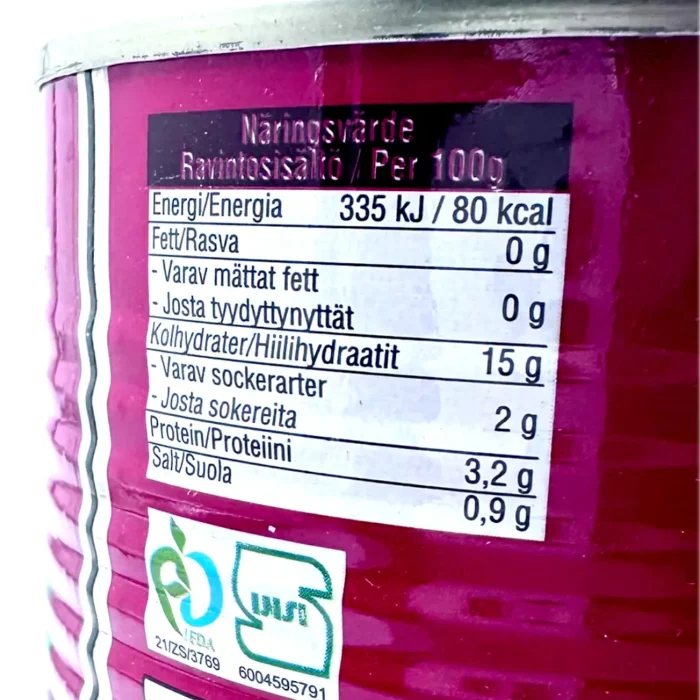 Näringsvärde
Ravintosisältö / Per 100g
Energi/Energia 335 kJ / 80 kcal
Fett/Rasva 0 g
- Varav mättat fett
- Josta tyydyttynyttät 0 g
Kolhydrater/Hiilihydraatit 15 g
- Varav sockerarter
- Josta sokereita 2 g
Protein/Proteiini 3,2 g
Salt/Suola 0,9 g
IFDA
21/ZS/3769
ISIRI
6004595791